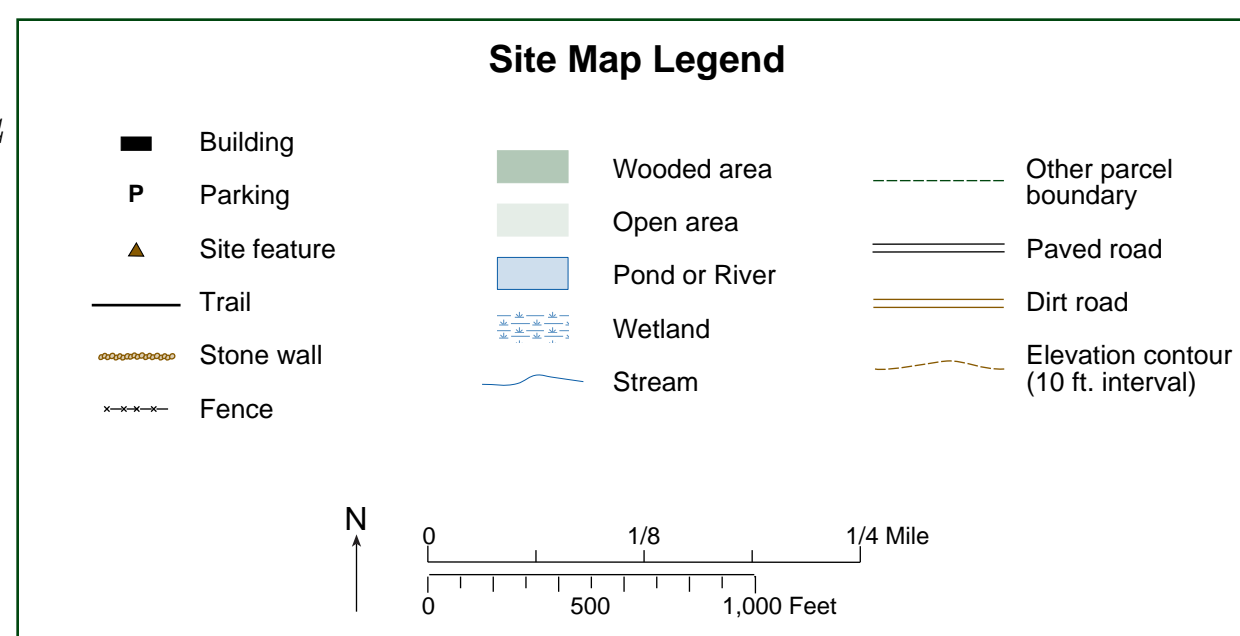 Site Map Legend
Building
P
Parking
Site feature
Trail
Stone wall
Fence
Wooded area
Open area
Pond or River
Wetland
Stream
Other parcel
boundary
Paved road
Dirt road
Elevation contour
(10 ft. interval)
N
0 1/8 1/4 Mile
0 500 1,000 Feet